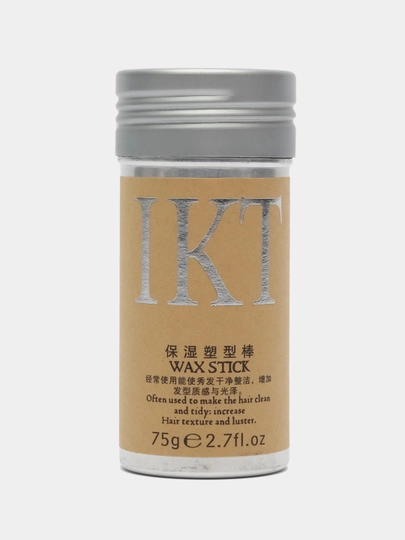 IKT
保湿塑型棒
WAX STICK
经常使用能使秀发干净整洁，增加
发型质感与光泽。
Often used to make the hair clean
and tidy: increase
Hair texture and luster.
75g℮2.7fl.oz